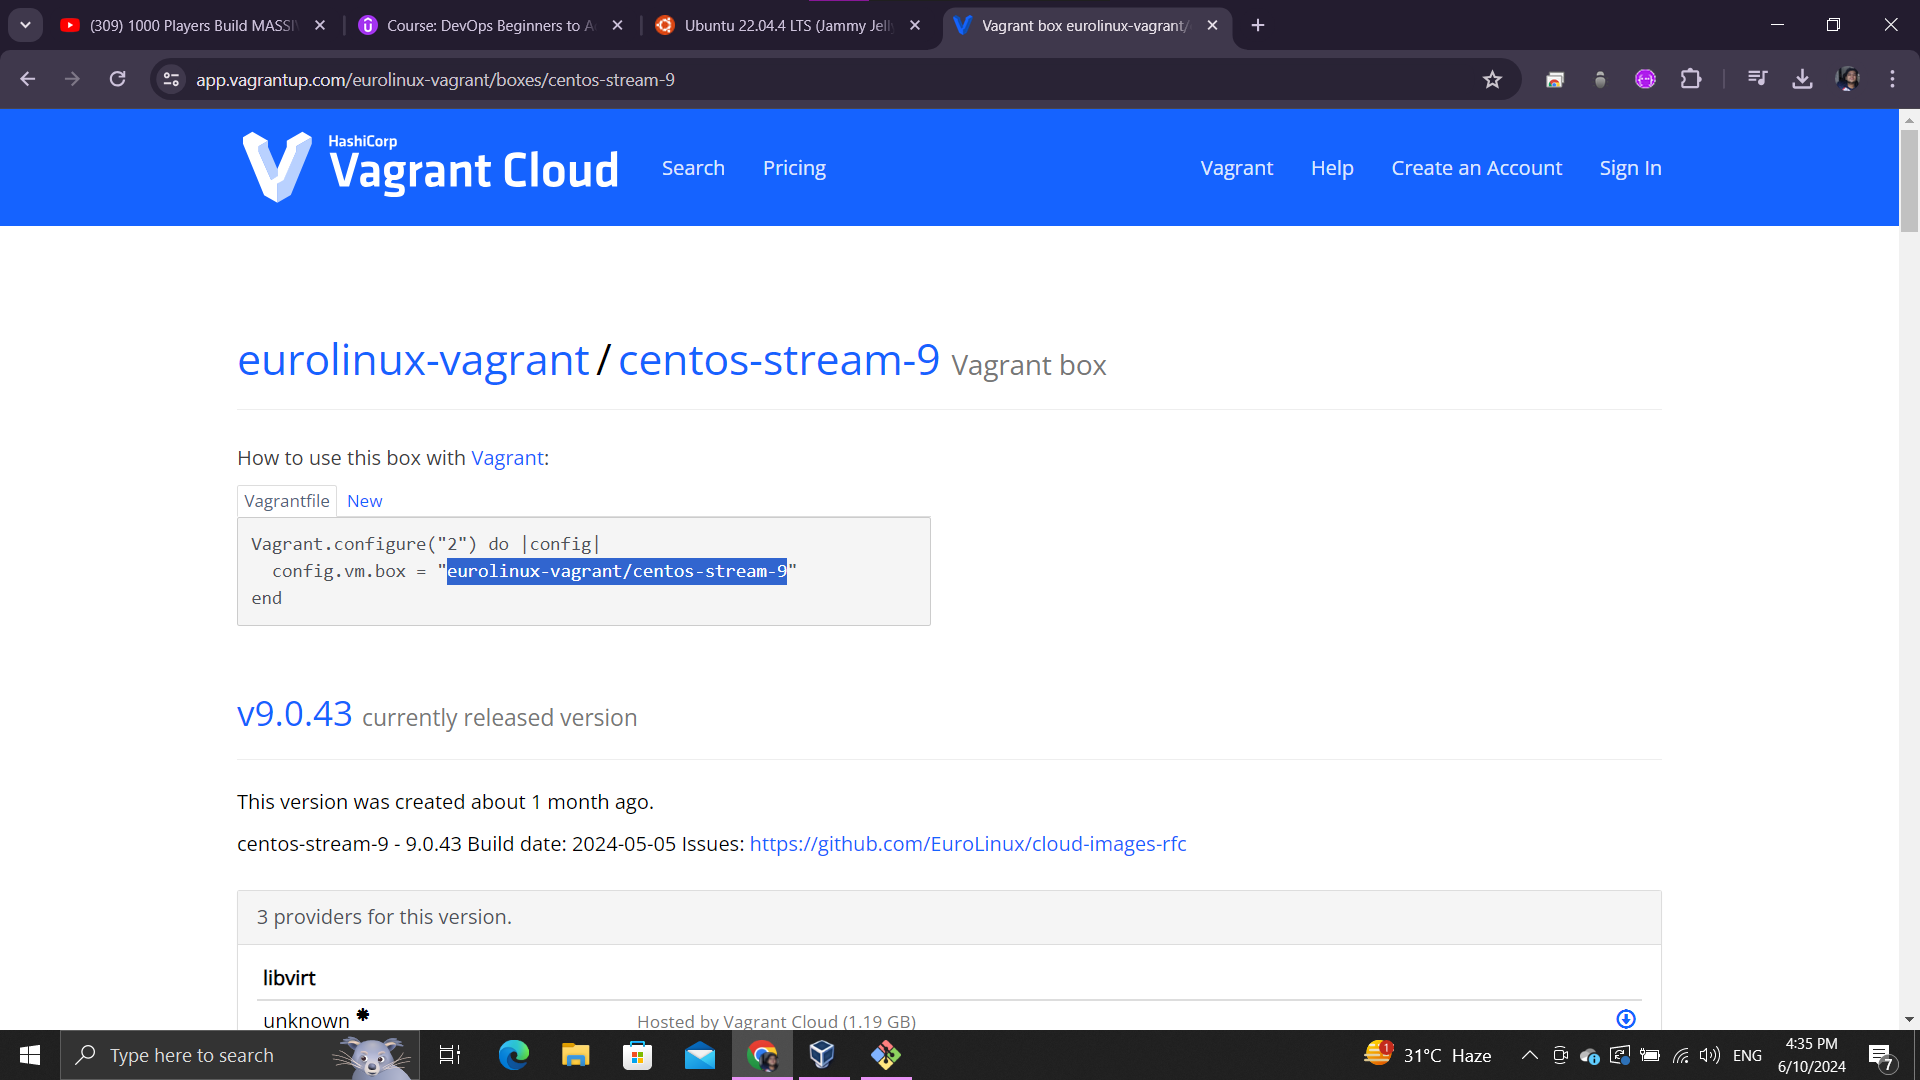 (309) 1000 Players Build MASSIV
Course: DevOps Beginners to A
Ubuntu 22.04.4 LTS (Jammy Jell
Vagrant box eurolinux-vagrant/
app.vagrantup.com/eurolinux-vagrant/boxes/centos-stream-9
HashiCorp
Vagrant Cloud
Search
Pricing
Vagrant
Help
Create an Account
Sign In
eurolinux-vagrant / centos-stream-9 Vagrant box
How to use this box with Vagrant:
Vagrantfile
New
Vagrant.configure("2") do |config|
config.vm.box = "eurolinux-vagrant/centos-stream-9"
end
v9.0.43 currently released version
This version was created about 1 month ago.
centos-stream-9 - 9.0.43 Build date: 2024-05-05 Issues: https://github.com/EuroLinux/cloud-images-rfc
3 providers for this version.
libvirt
unknown *
Hosted by Vagrant Cloud (1.19 GB)
Type here to search
1
31°C Haze
ENG
4:35 PM
6/10/2024
7